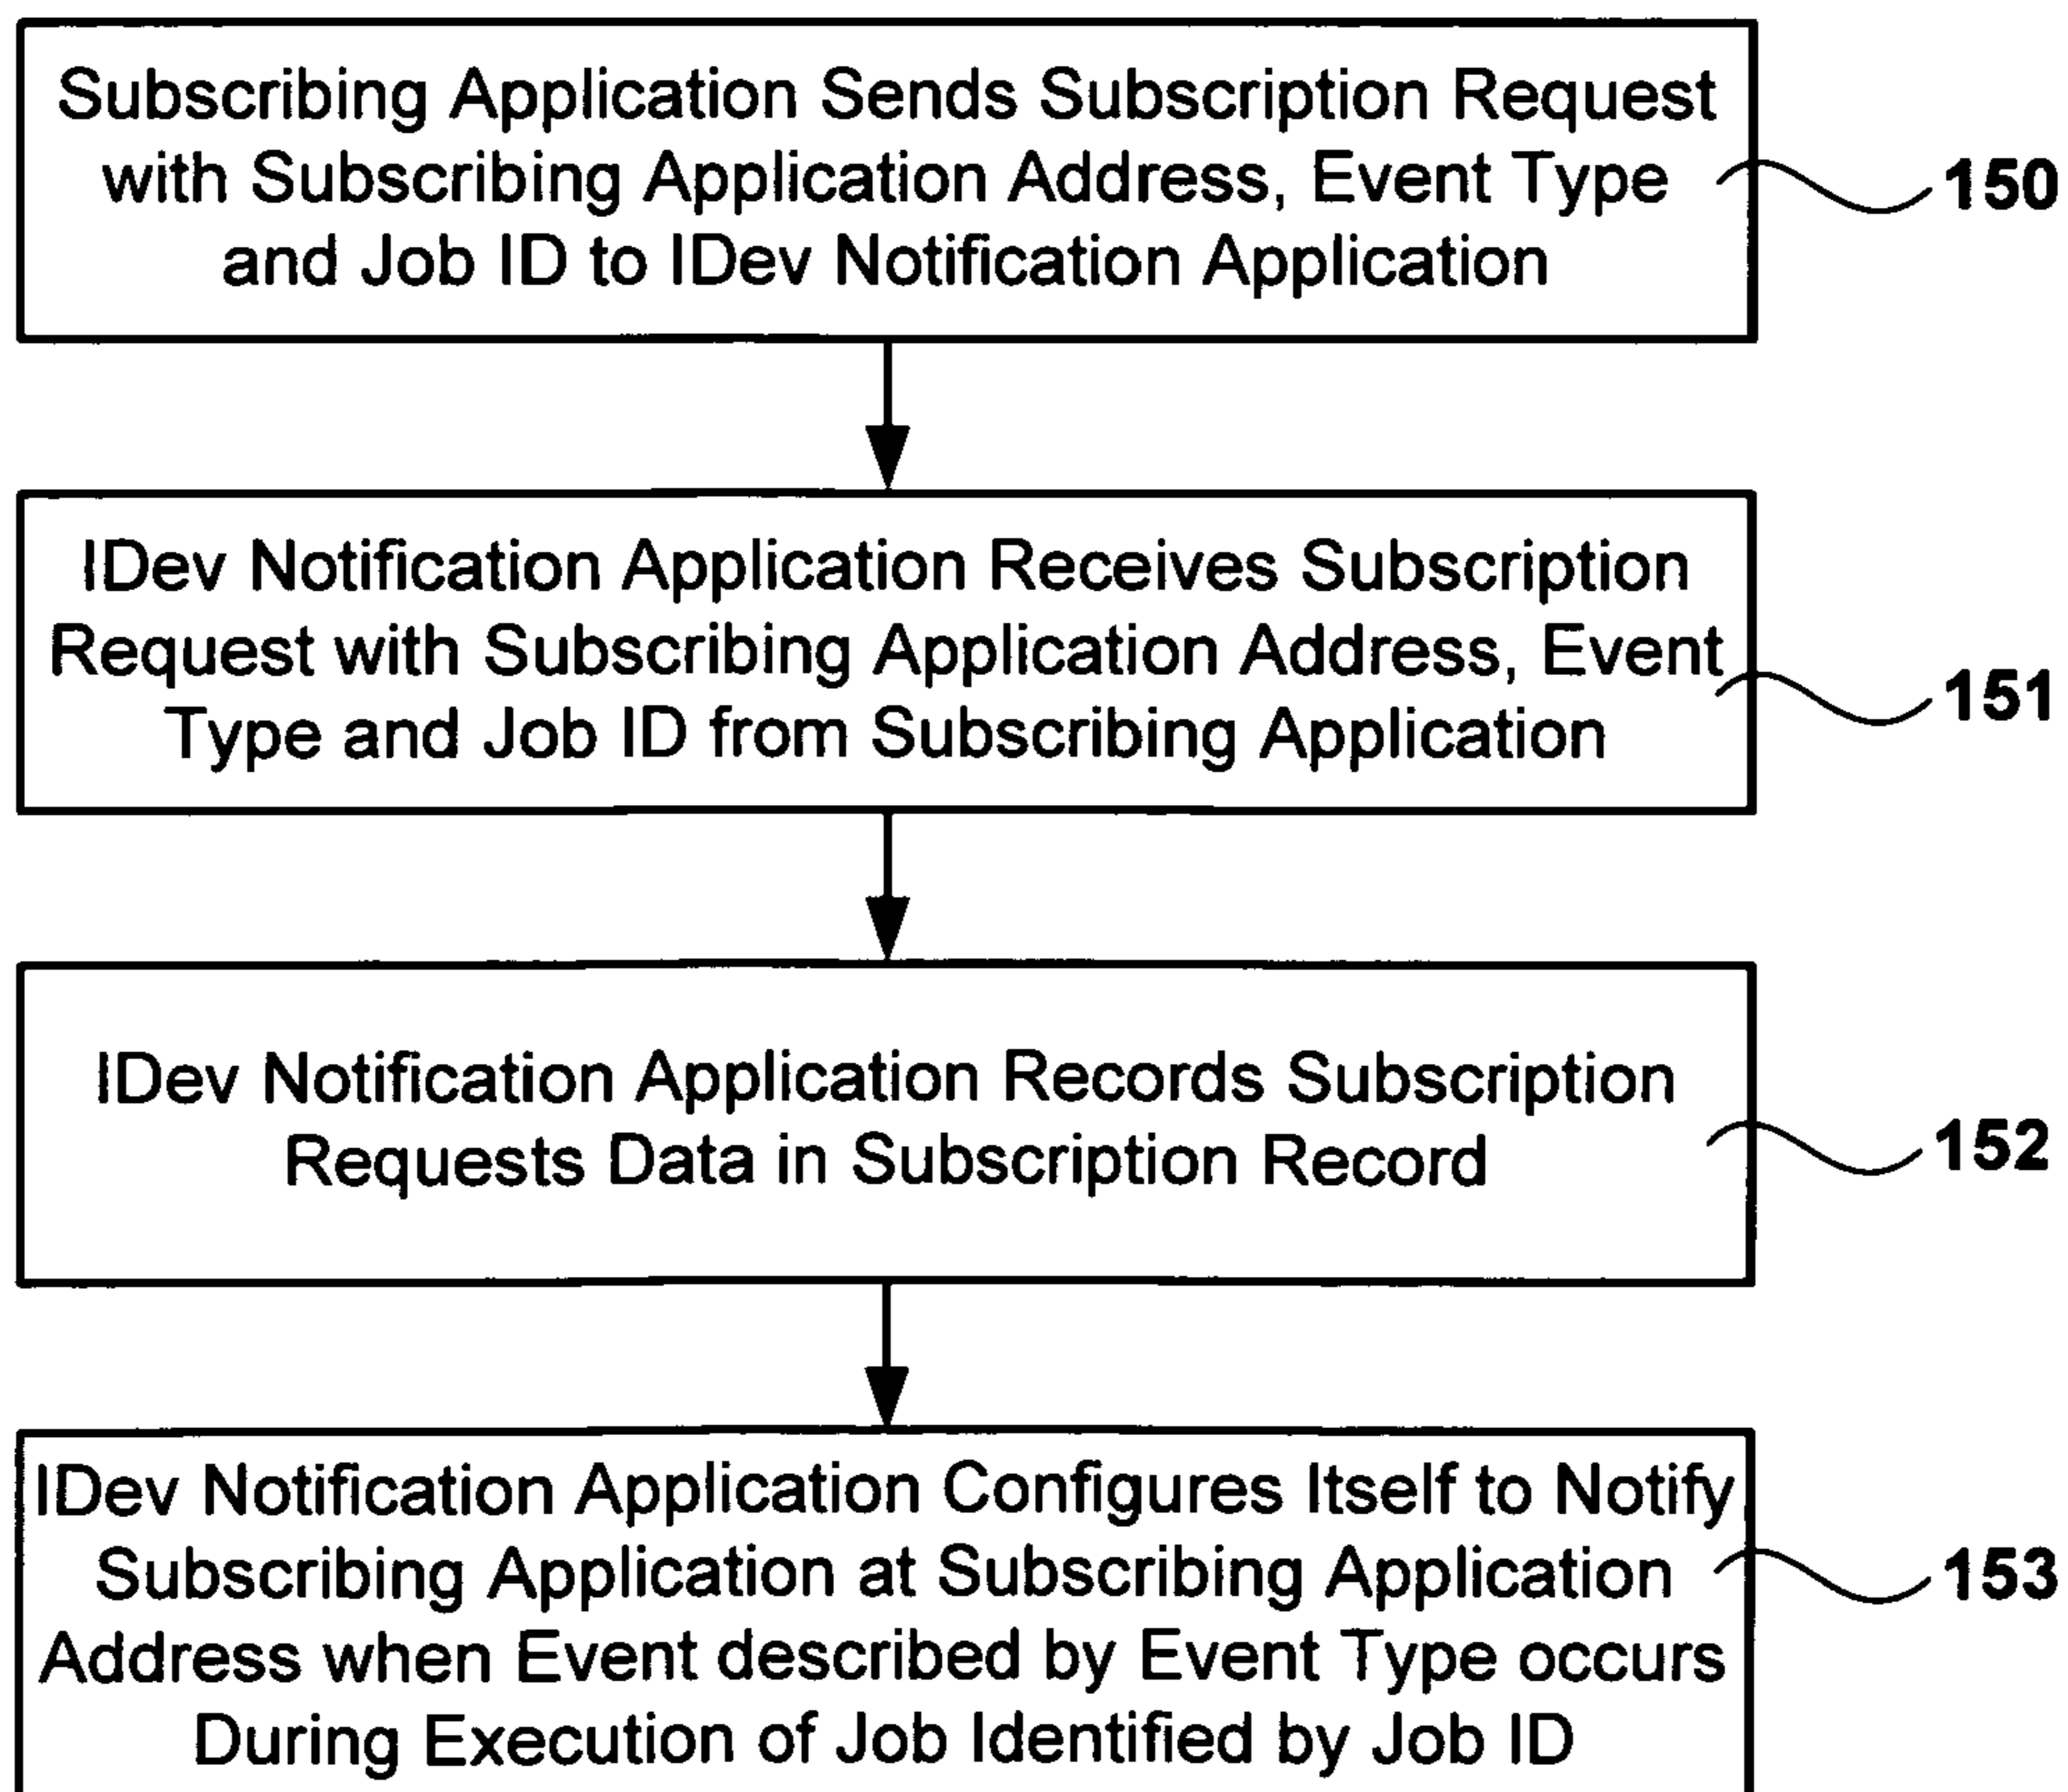 Subscribing Application Sends Subscription Request
with Subscribing Application Address, Event Type
and Job ID to IDev Notification Application
150
IDev Notification Application Receives Subscription
Request with Subscribing Application Address, Event
Type and Job ID from Subscribing Application
151
IDev Notification Application Records Subscription
Requests Data in Subscription Record
152
IDev Notification Application Configures Itself to Notify
Subscribing Application at Subscribing Application
Address when Event described by Event Type occurs
During Execution of Job Identified by Job ID
153